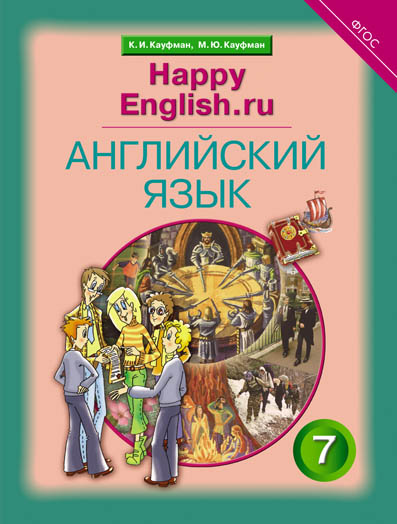 К. И. Кауфман, М. Ю. Кауфман
ФГОС
Happy
English.ru
АНГЛИЙСКИЙ
ЯЗЫК
7